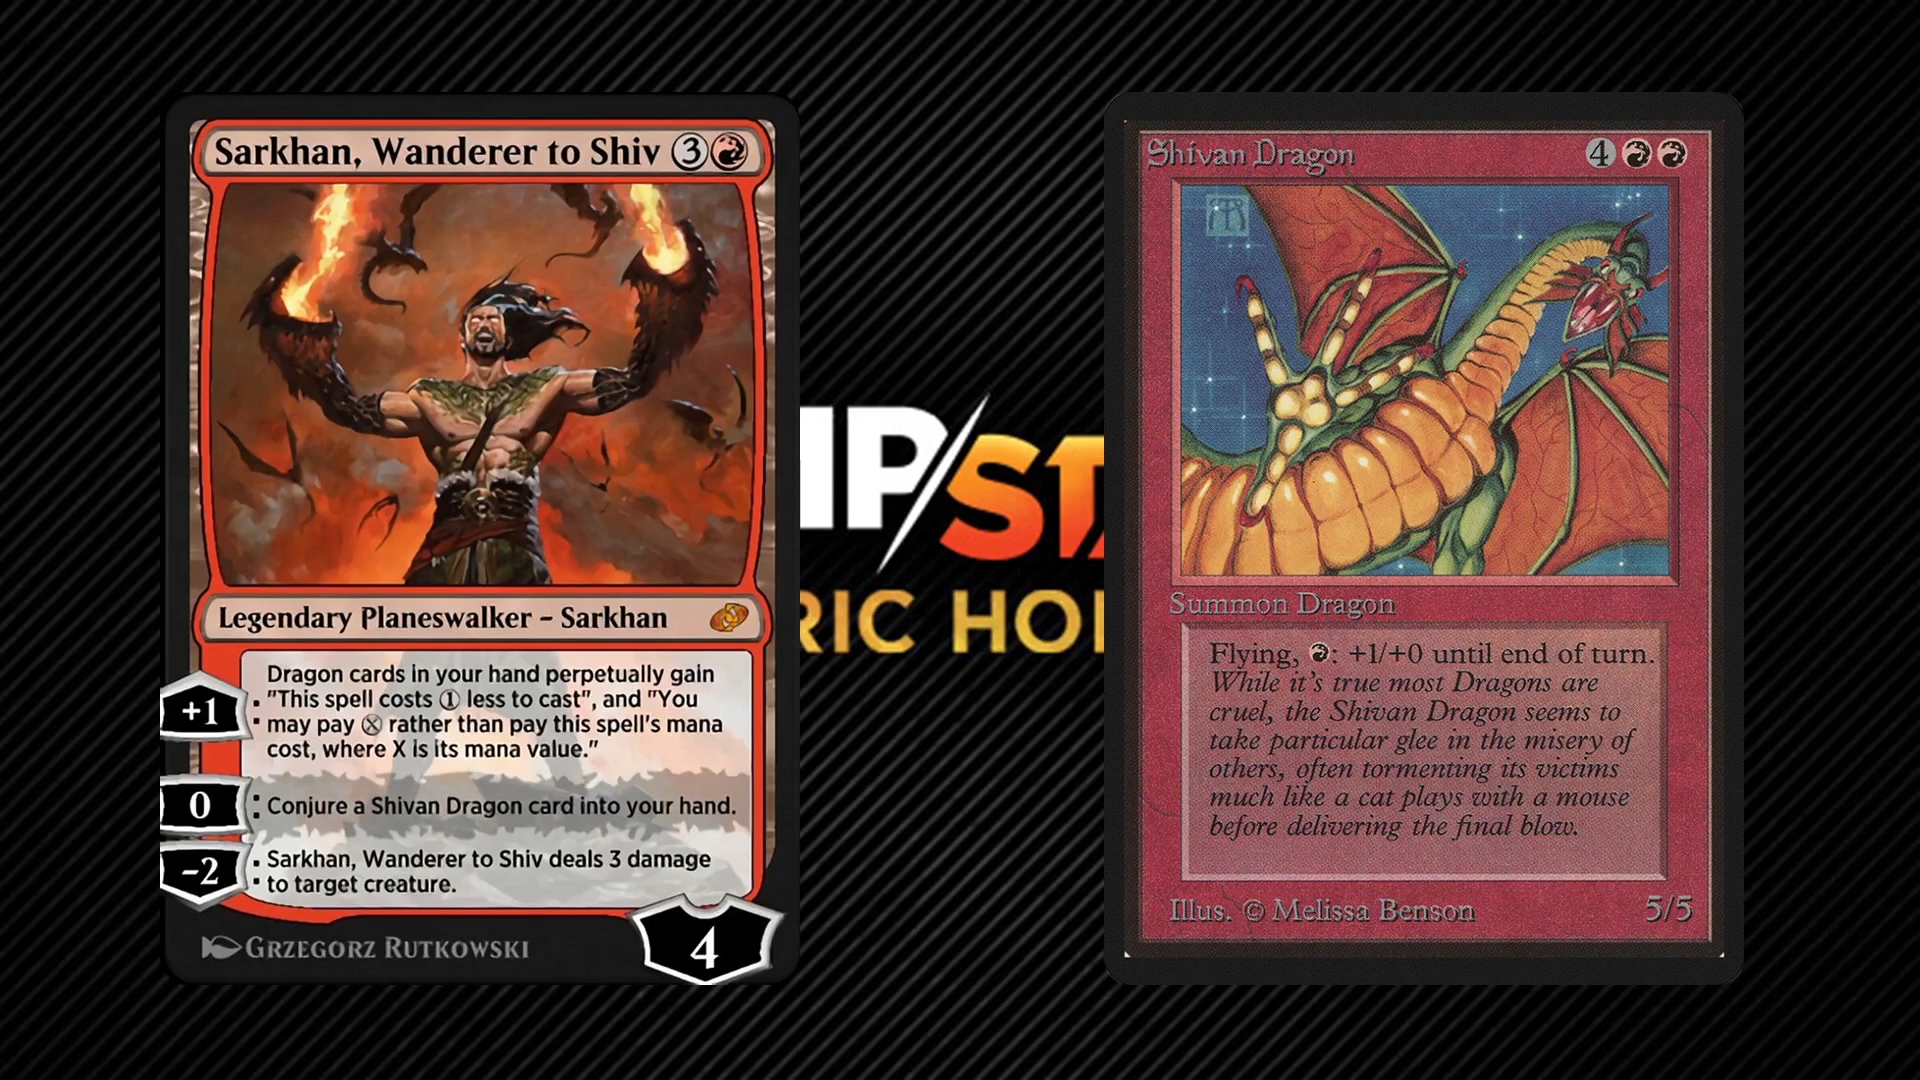 Sarkhan, Wanderer to Shiv 3
Legendary Planeswalker – Sarkhan
+1
: Dragon cards in your hand perpetually gain
"This spell costs 1 less to cast", and "You
may pay X rather than pay this spell's mana
cost, where X is its mana value."
0
: Conjure a Shivan Dragon card into your hand.
-2
: Sarkhan, Wanderer to Shiv deals 3 damage
to target creature.
GRZEGORZ RUTKOWSKI
4
MP/ST
RIC HO
Shivan Dragon 4
Summon Dragon
Flying, : +1/+0 until end of turn.
While it's true most Dragons are
cruel, the Shivan Dragon seems to
take particular glee in the misery of
others, often tormenting its victims
much like a cat plays with a mouse
before delivering the final blow.
Illus. © Melissa Benson 5/5